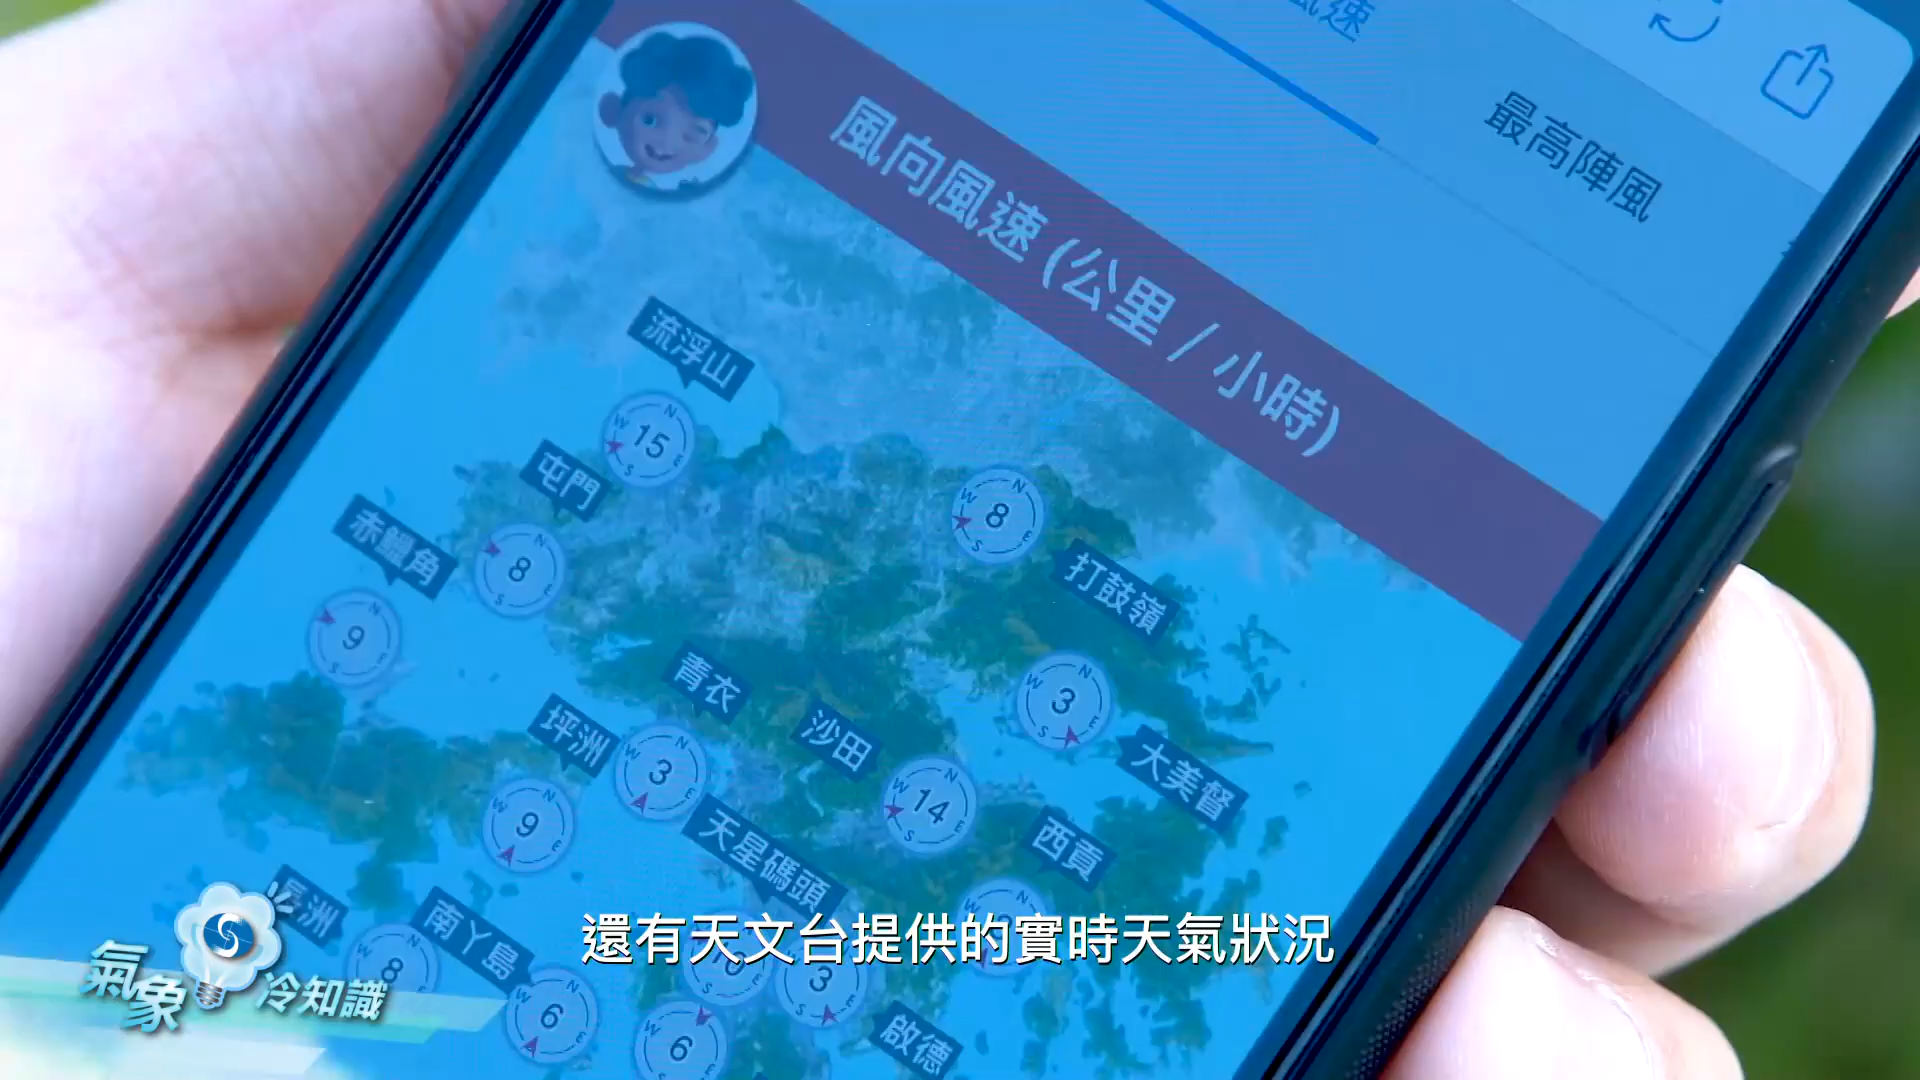 風速
最高陣風
風向風速 (公里 / 小時)
流浮山
15
屯門
8
8
打鼓嶺
赤鱲角
9
青衣
3
沙田
14
3
大美督
坪洲
9
天星碼頭
西貢
長洲
8
南丫島
6
6
3
啟德
還有天文台提供的實時天氣狀況
氣象
冷知識